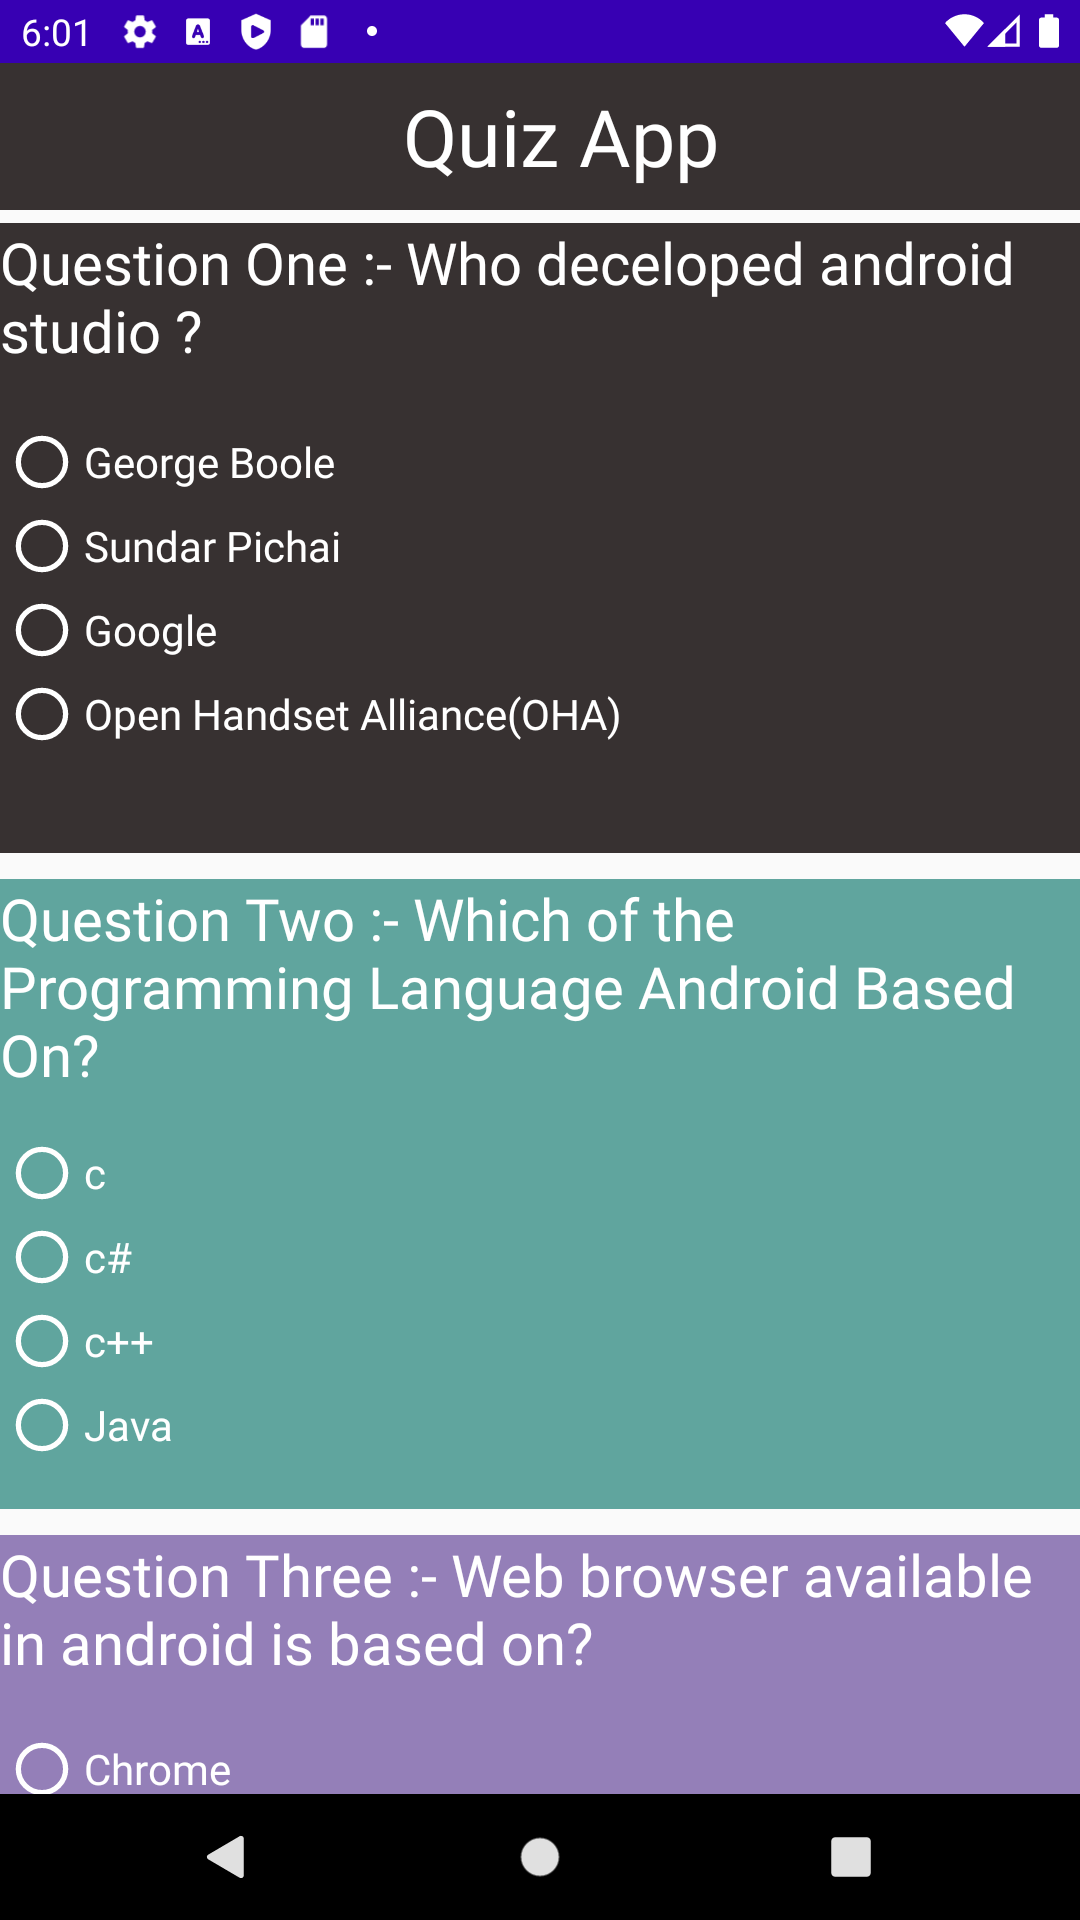 6:01
Quiz App
Question One :- Who deceloped android
studio ?
George Boole
Sundar Pichai
Google
Open Handset Alliance(OHA)
Question Two :- Which of the
Programming Language Android Based
On?
c
c#
c++
Java
Question Three :- Web browser available
in android is based on?
Chrome